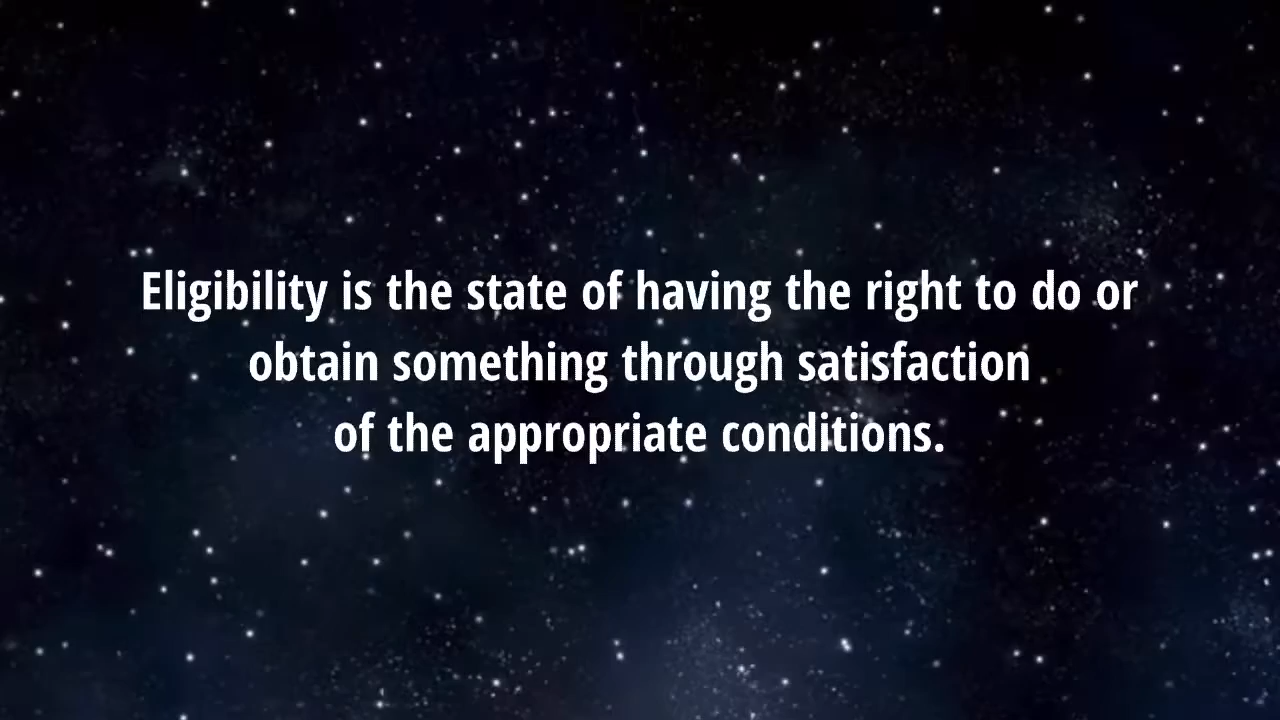 Eligibility is the state of having the right to do or
obtain something through satisfaction
of the appropriate conditions.